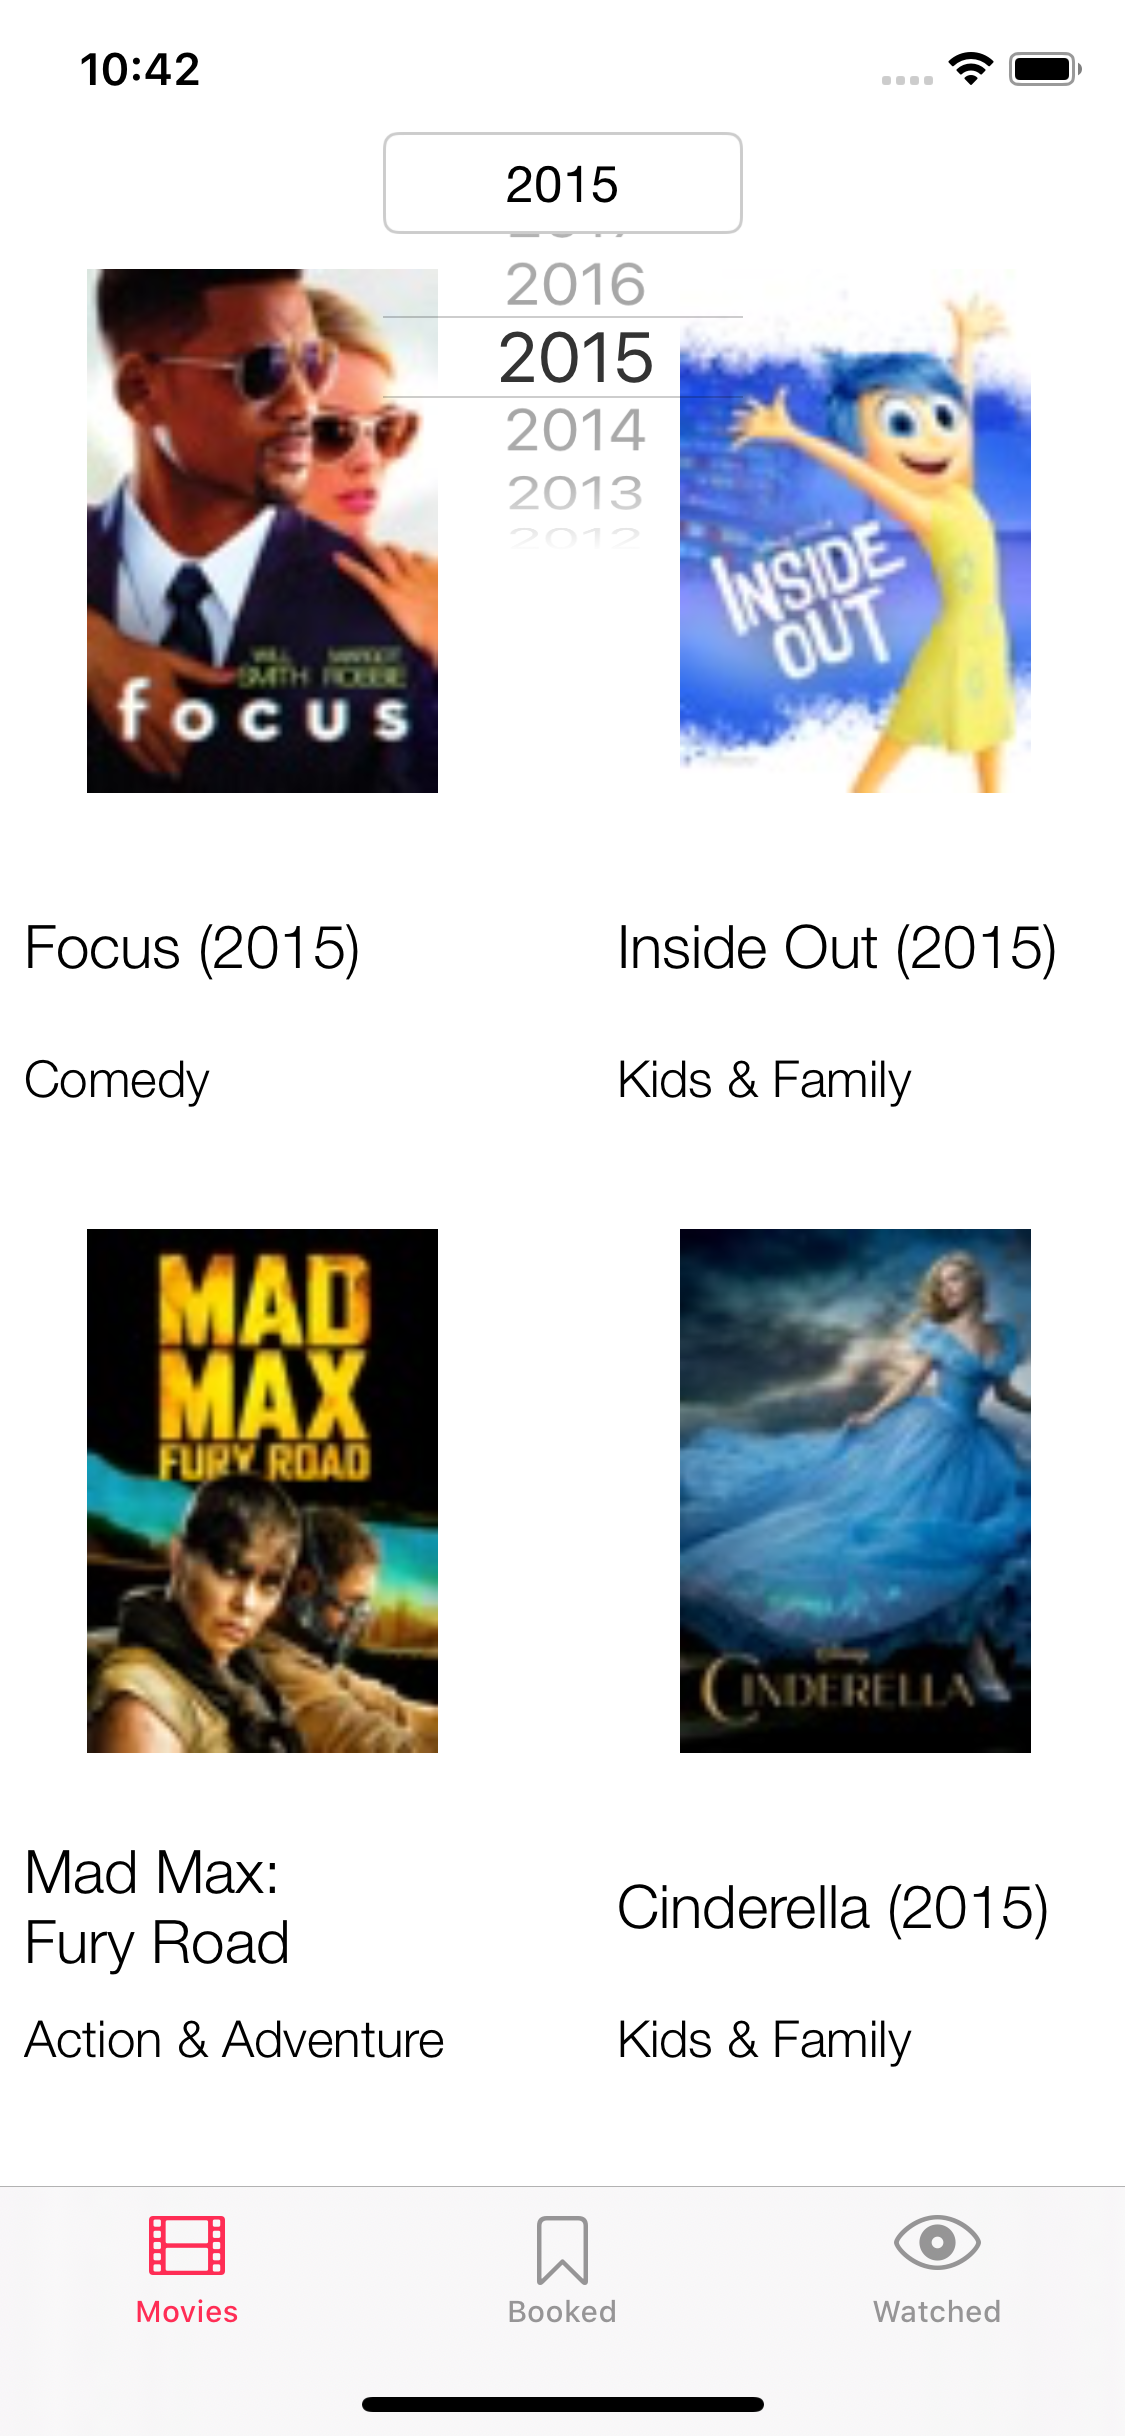 10:42
2015
2016
2015
2014
2013
2012
WILL SMITH MARGOT ROBBIE
focus
INSIDE
OUT
Focus (2015)
Inside Out (2015)
Comedy
Kids & Family
MAD
MAX
FURY ROAD
Disney
CINDERELLA
Mad Max:
Fury Road
Cinderella (2015)
Action & Adventure
Kids & Family
Movies
Booked
Watched